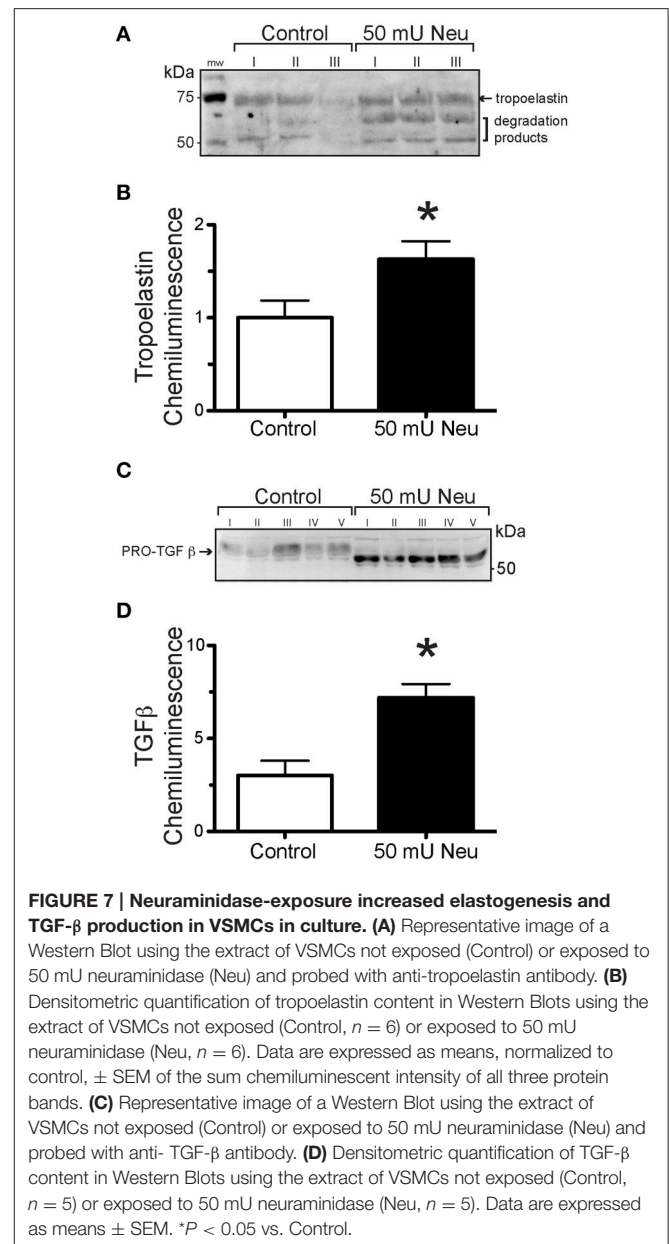 A
Control 50 mU Neu
kDa mw I II III I II III
75
tropoelastin
degradation
products
50
B
Tropoelastin
Chemiluminescence
2
*
1
0
Control 50 mU Neu
C
Control 50 mU Neu
I II III IV V I II III IV V kDa
PRO-TGF β
50
D
TGFβ
Chemiluminescence
10
*
5
0
Control 50 mU Neu
FIGURE 7 | Neuraminidase-exposure increased elastogenesis and
TGF-β production in VSMCs in culture. (A) Representative image of a
Western Blot using the extract of VSMCs not exposed (Control) or exposed to
50 mU neuraminidase (Neu) and probed with anti-tropoelastin antibody. (B)
Densitometric quantification of tropoelastin content in Western Blots using the
extract of VSMCs not exposed (Control, n = 6) or exposed to 50 mU
neuraminidase (Neu, n = 6). Data are expressed as means, normalized to
control, ± SEM of the sum chemiluminescent intensity of all three protein
bands. (C) Representative image of a Western Blot using the extract of
VSMCs not exposed (Control) or exposed to 50 mU neuraminidase (Neu) and
probed with anti- TGF-β antibody. (D) Densitometric quantification of TGF-β
content in Western Blots using the extract of VSMCs not exposed (Control,
n = 5) or exposed to 50 mU neuraminidase (Neu, n = 5). Data are expressed
as means ± SEM. *P < 0.05 vs. Control.